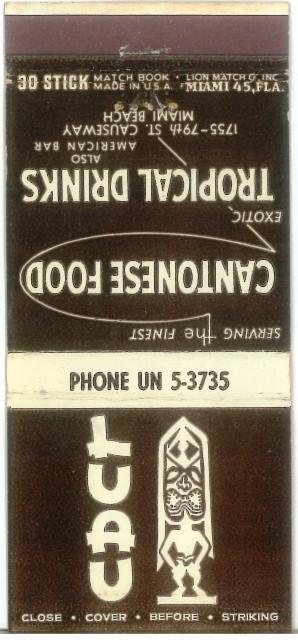 30 STICK MATCH BOOK • LION MATCH CO. INC.
MADE IN U.S.A. • MIAMI 45, FLA.
SERVING the FINEST
CANTONESE FOOD
EXOTIC
TROPICAL DRINKS
ALSO
AMERICAN BAR
1755-79th ST. CAUSEWAY
MIAMI BEACH
PHONE UN 5-3735
LUAU
CLOSE • COVER • BEFORE • STRIKING